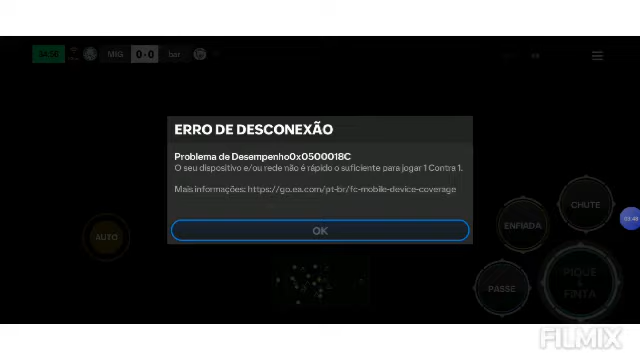 MIG 0-0 bar
ERRO DE DESCONEXÃO
Problema de Desempenho0x0500018C
O seu dispositivo e/ou rede não é rápido o suficiente para jogar 1 Contra 1.
Mais informações: https://go.ea.com/pt-br/fc-mobile-device-coverage
OK
AUTO
CHUTE
ENFIADA
PASSE
PIQUE
&
FINTA
FILMIX